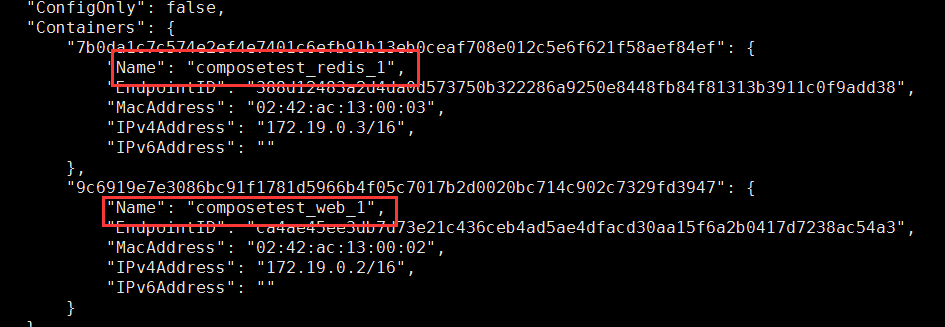 "ConfigOnly": false,
"Containers": {
"7b0da1c7c574e2ef4e7401c6efb91b13eb0ceaf708e012c5e6f621f58aef84ef": {
"Name": "composetest_redis_1",
"EndpointID": "388d12483a2d4da0d573750b322286a9250e8448fb84f81313b3911c0f9add38",
"MacAddress": "02:42:ac:13:00:03",
"IPv4Address": "172.19.0.3/16",
"IPv6Address": ""
},
"9c6919e7e3086bc91f1781d5966b4f05c7017b2d0020bc714c902c7329fd3947": {
"Name": "composetest_web_1",
"EndpointID": "ca4ae45ee3db7d73e21c436ceb4ad5ae4dfacd30aa15f6a2b0417d7238ac54a3",
"MacAddress": "02:42:ac:13:00:02",
"IPv4Address": "172.19.0.2/16",
"IPv6Address": ""
}
}